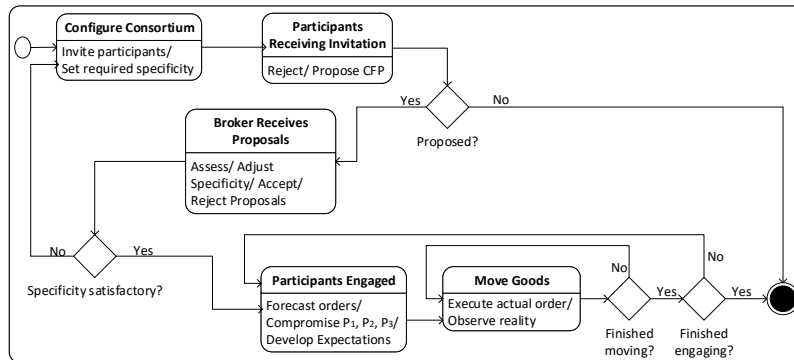 Configure Consortium
Invite participants/
Set required specificity
Participants
Receiving Invitation
Reject/ Propose CFP
Yes
No
Proposed?
Broker Receives
Proposals
Assess/ Adjust
Specificity/ Accept/
Reject Proposals
No
Yes
Specificity satisfactory?
Participants Engaged
Forecast orders/
Compromise P₁, P₂, P₃/
Develop Expectations
Move Goods
Execute actual order/
Observe reality
No
Yes
Finished
moving?
No
Yes
Finished
engaging?